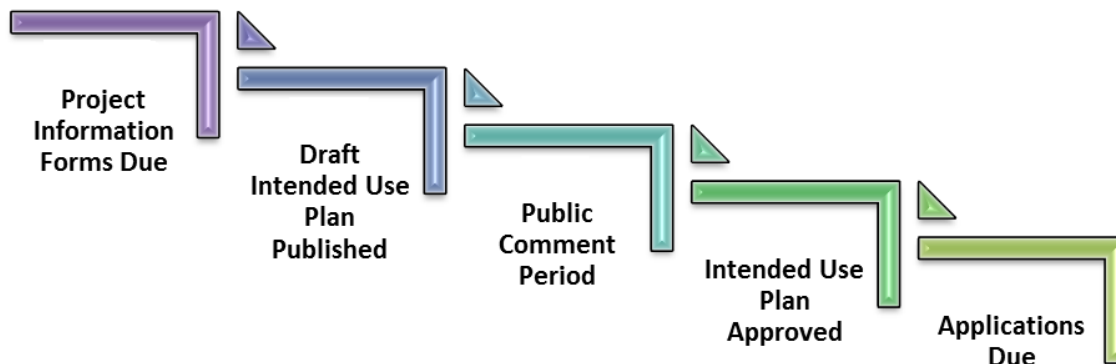 Project
Information
Forms Due
Draft
Intended Use
Plan
Published
Public
Comment
Period
Intended Use
Plan
Approved
Applications
Due